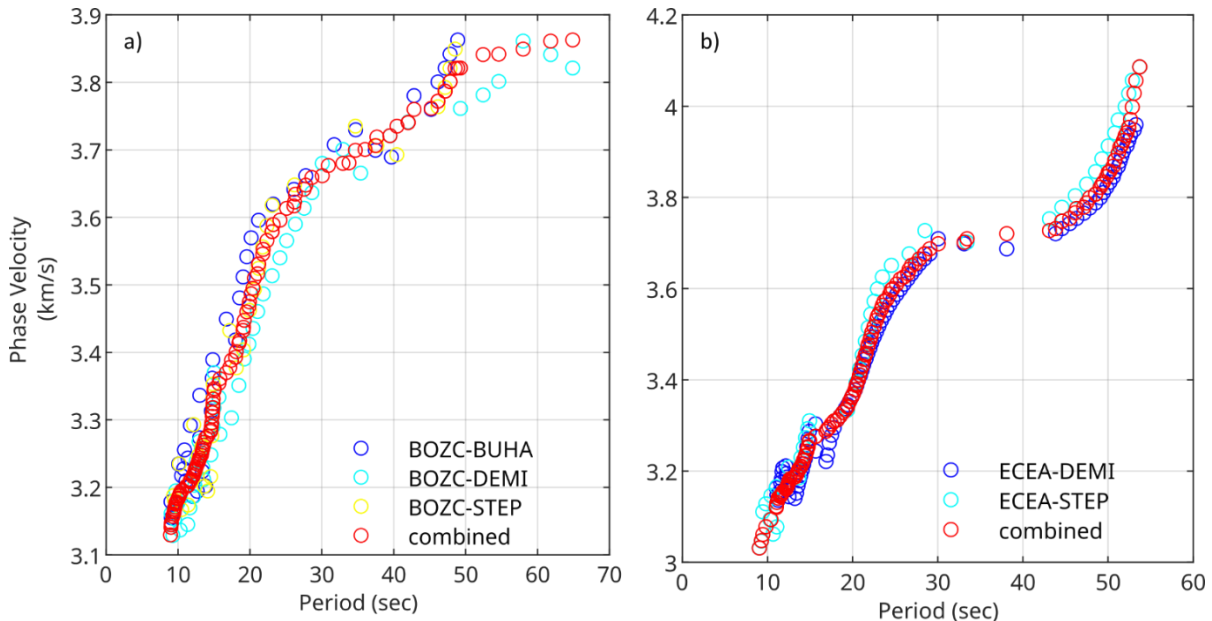 a)
3.9
3.8
3.7
3.6
3.5
3.4
3.3
3.2
3.1
Phase Velocity
(km/s)
0 10 20 30 40 50 60 70
Period (sec)
BOZC-BUHA
BOZC-DEMI
BOZC-STEP
combined
b)
4.2
4
3.8
3.6
3.4
3.2
3
0 10 20 30 40 50 60
Period (sec)
ECEA-DEMI
ECEA-STEP
combined